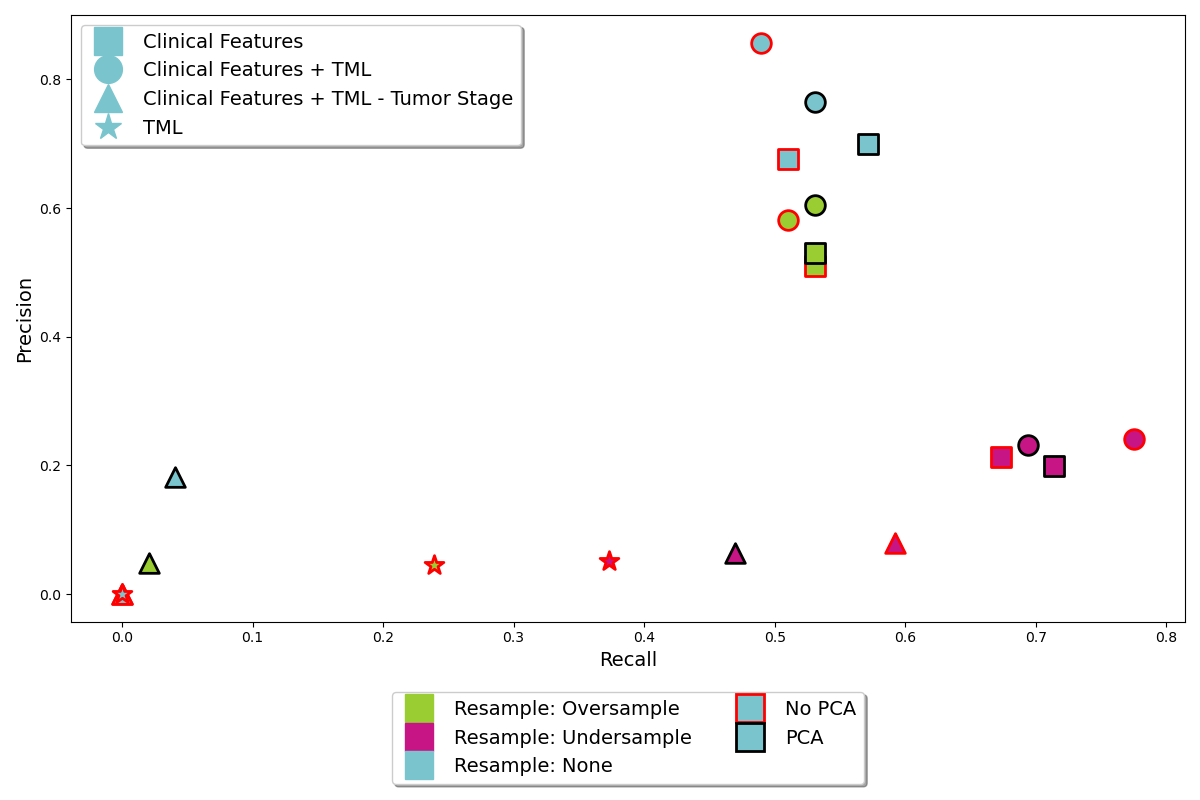 Clinical Features
Clinical Features + TML
Clinical Features + TML - Tumor Stage
TML
0.8
0.6
0.4
0.2
0.0
Precision
0.0 0.1 0.2 0.3 0.4 0.5 0.6 0.7 0.8
Recall
Resample: Oversample
Resample: Undersample
Resample: None
No PCA
PCA